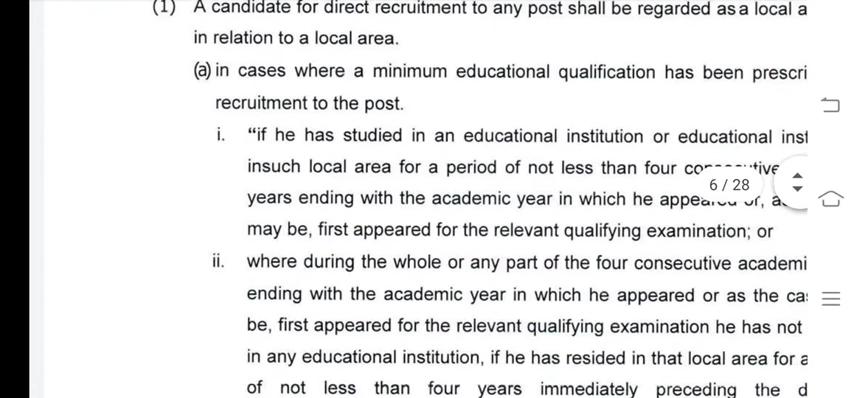 (1) A candidate for direct recruitment to any post shall be regarded as a local a
in relation to a local area.
(a) in cases where a minimum educational qualification has been prescri
recruitment to the post.
i. “if he has studied in an educational institution or educational inst
insuch local area for a period of not less than four
6 / 28
years ending with the academic year in which he or,
may be, first appeared for the relevant qualifying examination; or
ii. where during the whole or any part of the four consecutive academi
ending with the academic year in which he appeared or as the ca
be, first appeared for the relevant qualifying examination he has not
in any educational institution, if he has resided in that local area for a
of not less than four years immediately preceding the d